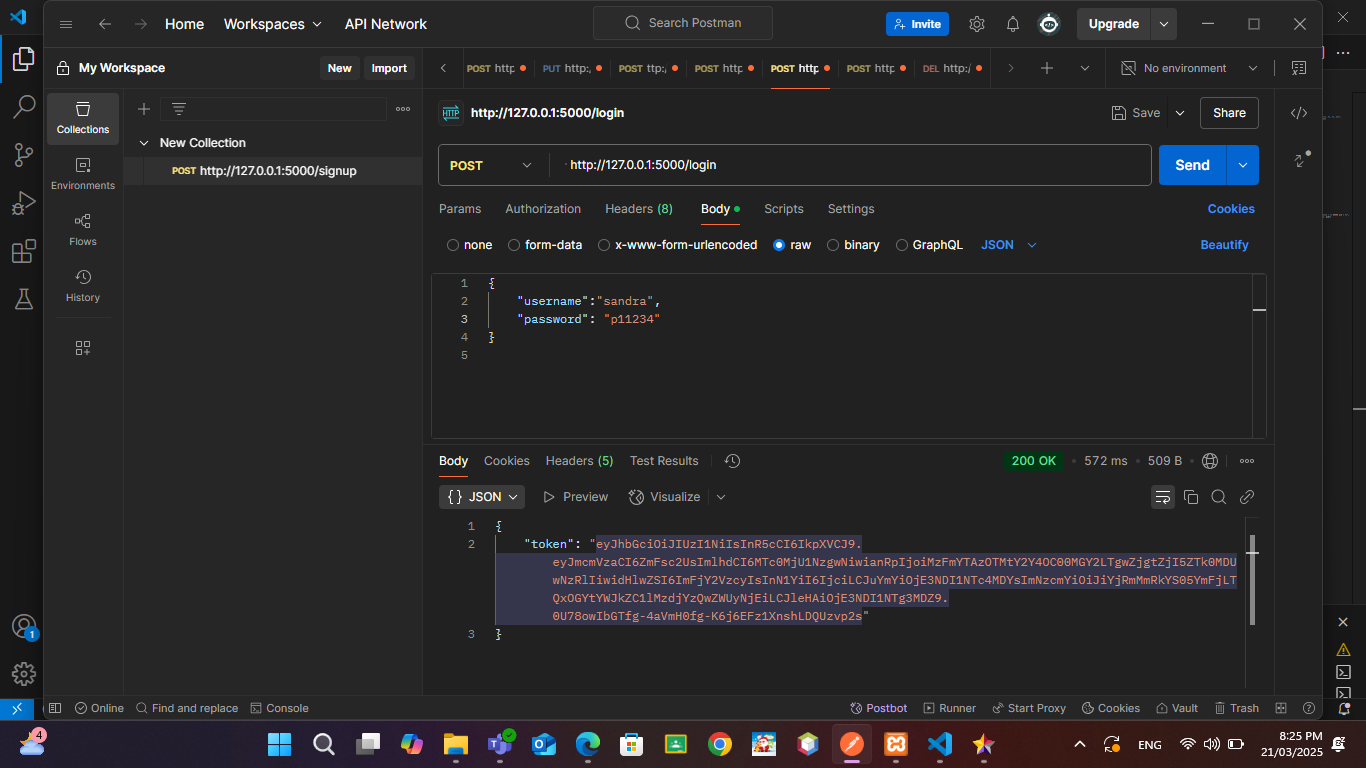 Home
Workspaces
API Network
Search Postman
Invite
Upgrade
My Workspace
New
Import
POST http
PUT http:
POST ttp:/
POST http
POST http
POST http
DEL http:/
No environment
Collections
Environments
Flows
History
New Collection
POST http://127.0.0.1:5000/signup
HTTP
http://127.0.0.1:5000/login
Save
Share
POST
http://127.0.0.1:5000/login
Send
Params
Authorization
Headers (8)
Body
Scripts
Settings
Cookies
none
form-data
x-www-form-urlencoded
raw
binary
GraphQL
JSON
Beautify
1 {
2 "username":"sandra",
3 "password": "p11234"
4 }
5
Body
Cookies
Headers (5)
Test Results
200 OK
572 ms
509 B
{} JSON
Preview
Visualize
1 {
2 "token": "eyJhbGciOiJIUzI1NiIsInR5cCI6IkpXVCJ9.
eyJmcmVzaCI6ZmFsc2UsImlhdCI6MTc0MjU1NzgwNiwianRpIjoiMzFmYTAzOTMtY2Y4OC00MGY2LTgwZjgtZjI5ZTk0MDU
wNzRlIiwidHlwZSI6ImFjY2VzcyIsInN1YiI6IjciLCJuYmYiOjE3NDI1NTc4MDYsImNzcmYiOiJiYjRmMmRkYS05YmFjLT
QxOGYtYWJkZC1lMzdjYzQwZWUyNjEiLCJleHAiOjE3NDI1NTg3MDZ9.
0U78owIbGTfg-4aVmH0fg-K6j6EFz1XnshLDQUzvp2s"
3 }
1
Online
Find and replace
Console
Postbot
Runner
Start Proxy
Cookies
Vault
Trash
4
ENG
8:25 PM
21/03/2025